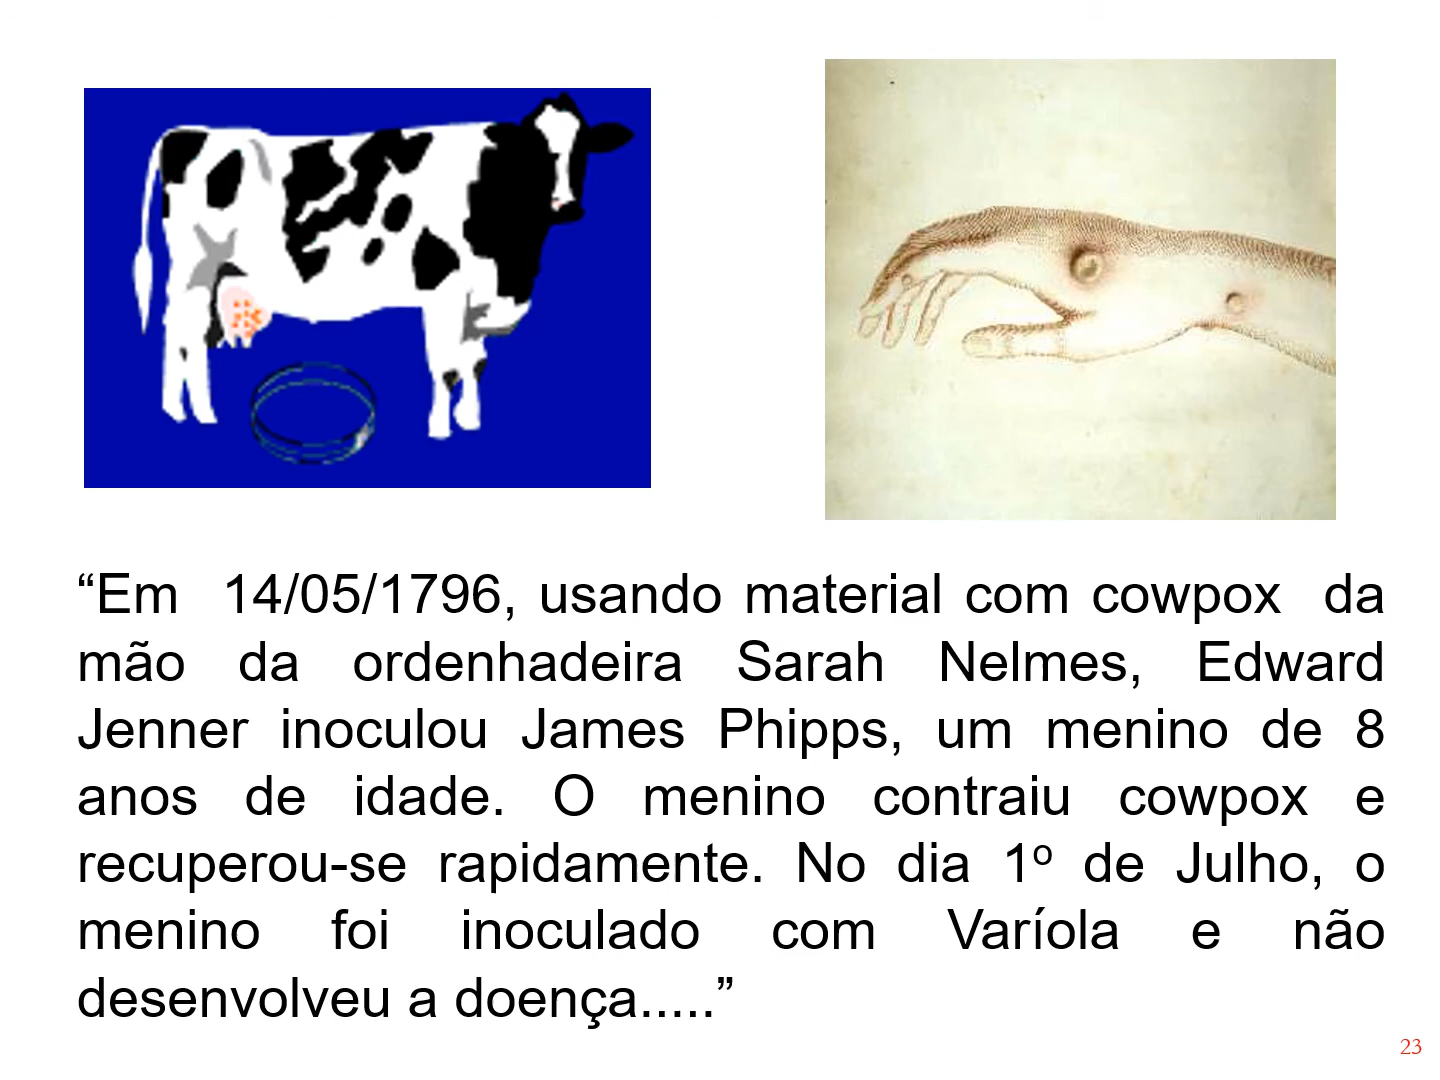 “Em 14/05/1796, usando material com cowpox da
mão da ordenhadeira Sarah Nelmes, Edward
Jenner inoculou James Phipps, um menino de 8
anos de idade. O menino contraiu cowpox e
recuperou-se rapidamente. No dia 1º de Julho, o
menino foi inoculado com Varíola e não
desenvolveu a doença.....”
23